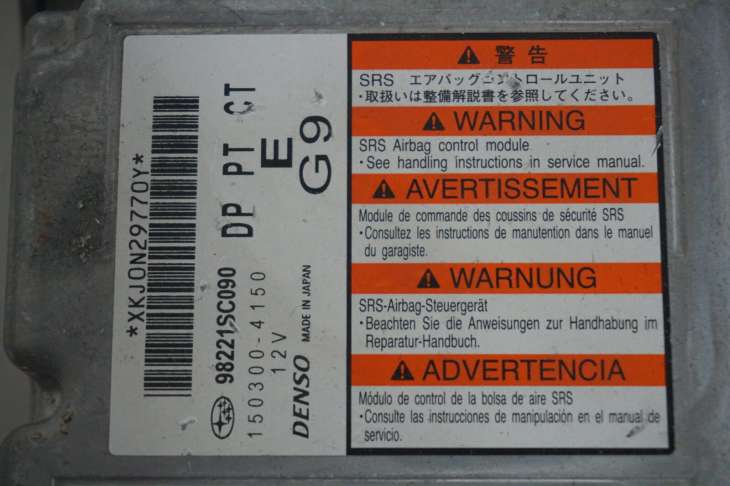 *XKJ0N29770Y*
98221SC090
150300-4150
12V
DENSO MADE IN JAPAN
DP PT CT
E
G9
警告
SRS エアバッグコントロールユニット
・取扱いは整備解説書を参照してください。
WARNING
SRS Airbag control module
・See handling instructions in service manual.
AVERTISSEMENT
Module de commande des coussins de sécurité SRS
・Consultez les instructions de manutention dans le manuel
du garagiste.
WARNUNG
SRS-Airbag-Steuergerät
・Beachten Sie die Anweisungen zur Handhabung im
Reparatur-Handbuch.
ADVERTENCIA
Módulo de control de la bolsa de aire SRS
・Consulte las instrucciones de manipulación en el manual de
servicio.